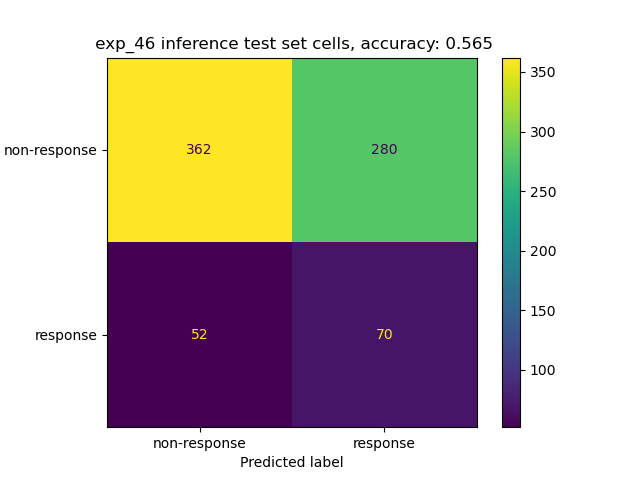 exp_46 inference test set cells, accuracy: 0.565
non-response
362
280
response
52
70
non-response
response
Predicted label
350
300
250
200
150
100